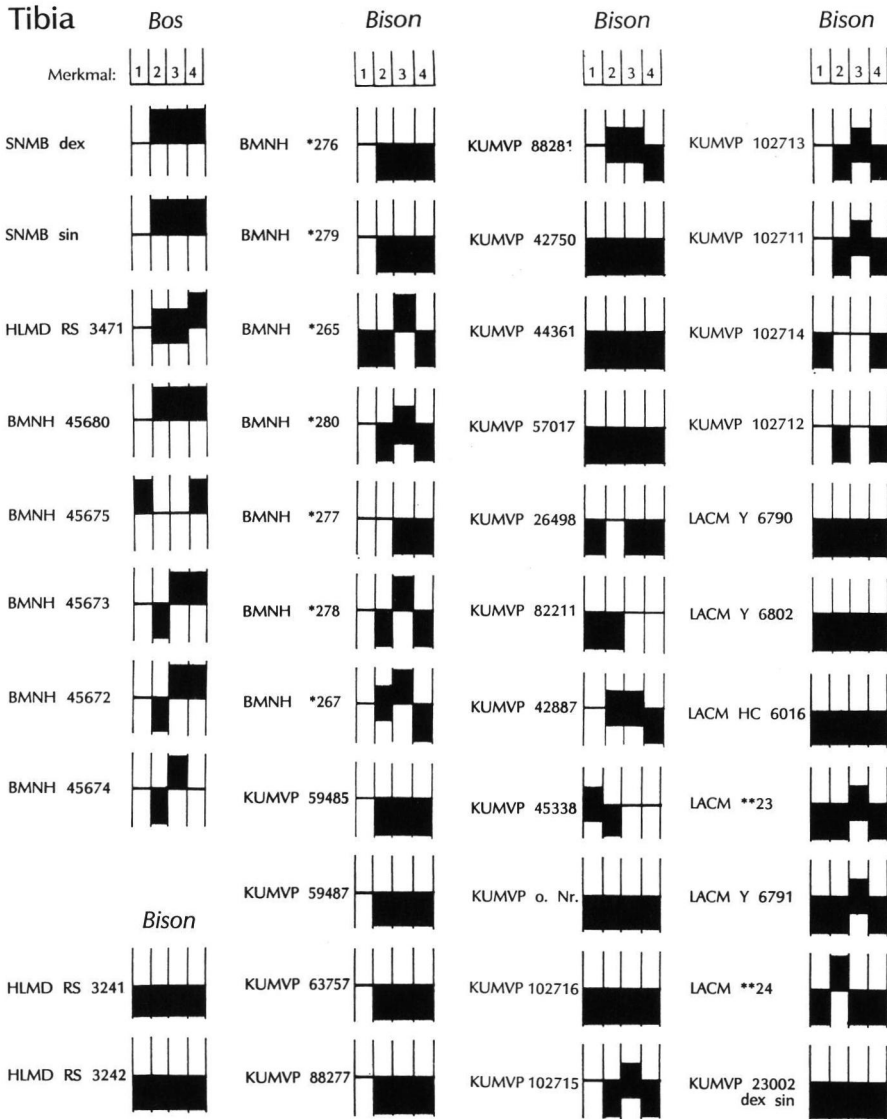 Tibia
Bos
Merkmal: 1 2 3 4
SNMB dex
SNMB sin
HLMD RS 3471
BMNH 45680
BMNH 45675
BMNH 45673
BMNH 45672
BMNH 45674
Bison
HLMD RS 3241
HLMD RS 3242
Bison
1 2 3 4
BMNH *276
BMNH *279
BMNH *265
BMNH *280
BMNH *277
BMNH *278
BMNH *267
KUMVP 59485
KUMVP 59487
KUMVP 63757
KUMVP 88277
Bison
1 2 3 4
KUMVP 88281
KUMVP 42750
KUMVP 44361
KUMVP 57017
KUMVP 26498
KUMVP 82211
KUMVP 42887
KUMVP 45338
KUMVP o. Nr.
KUMVP 102716
KUMVP 102715
Bison
1 2 3 4
KUMVP 102713
KUMVP 102711
KUMVP 102714
KUMVP 102712
LACM Y 6790
LACM Y 6802
LACM HC 6016
LACM **23
LACM Y 6791
LACM **24
KUMVP 23002
dex sin